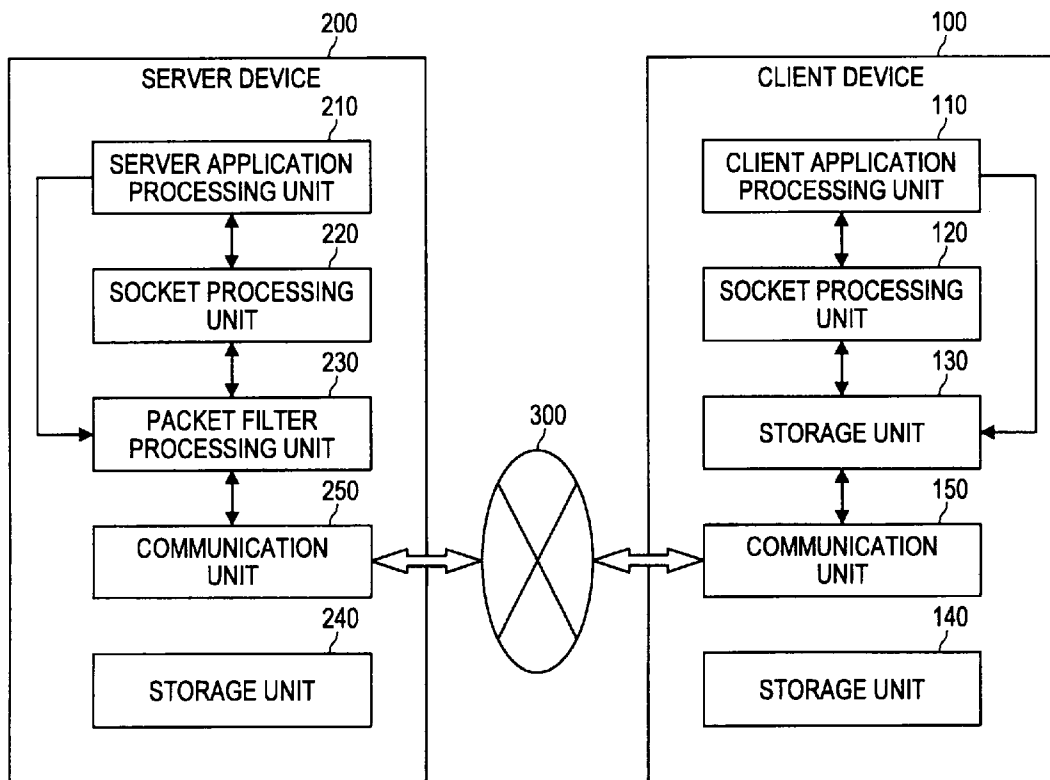 200
SERVER DEVICE
210
SERVER APPLICATION
PROCESSING UNIT
220
SOCKET PROCESSING
UNIT
230
PACKET FILTER
PROCESSING UNIT
250
COMMUNICATION
UNIT
240
STORAGE UNIT
300
100
CLIENT DEVICE
110
CLIENT APPLICATION
PROCESSING UNIT
120
SOCKET PROCESSING
UNIT
130
STORAGE UNIT
150
COMMUNICATION
UNIT
140
STORAGE UNIT